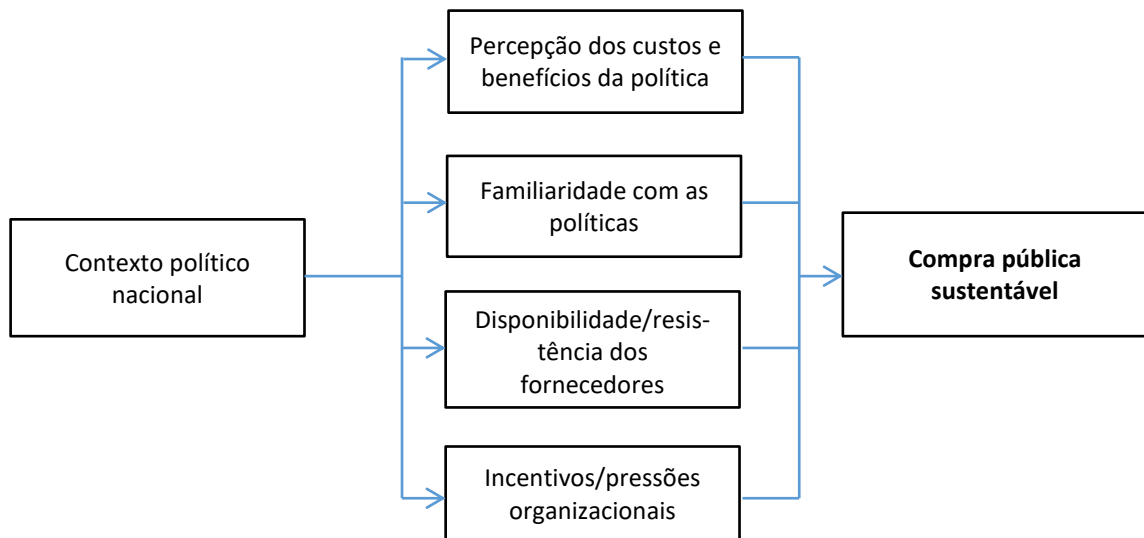 Percepção dos custos e
benefícios da política
Familiaridade com as
políticas
Contexto político
nacional
Compra pública
sustentável
Disponibilidade/resis-
tência dos
fornecedores
Incentivos/pressões
organizacionais